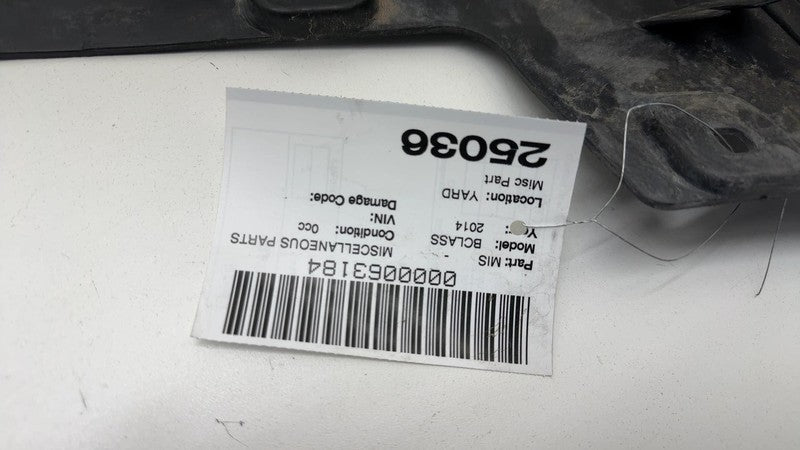 0000063184
Part: MIS - MISCELLANEOUS PARTS
Model: BCLASS Condition: 0cc
2014 VIN:
Location: YARD Damage Code:
Misc Part
25036